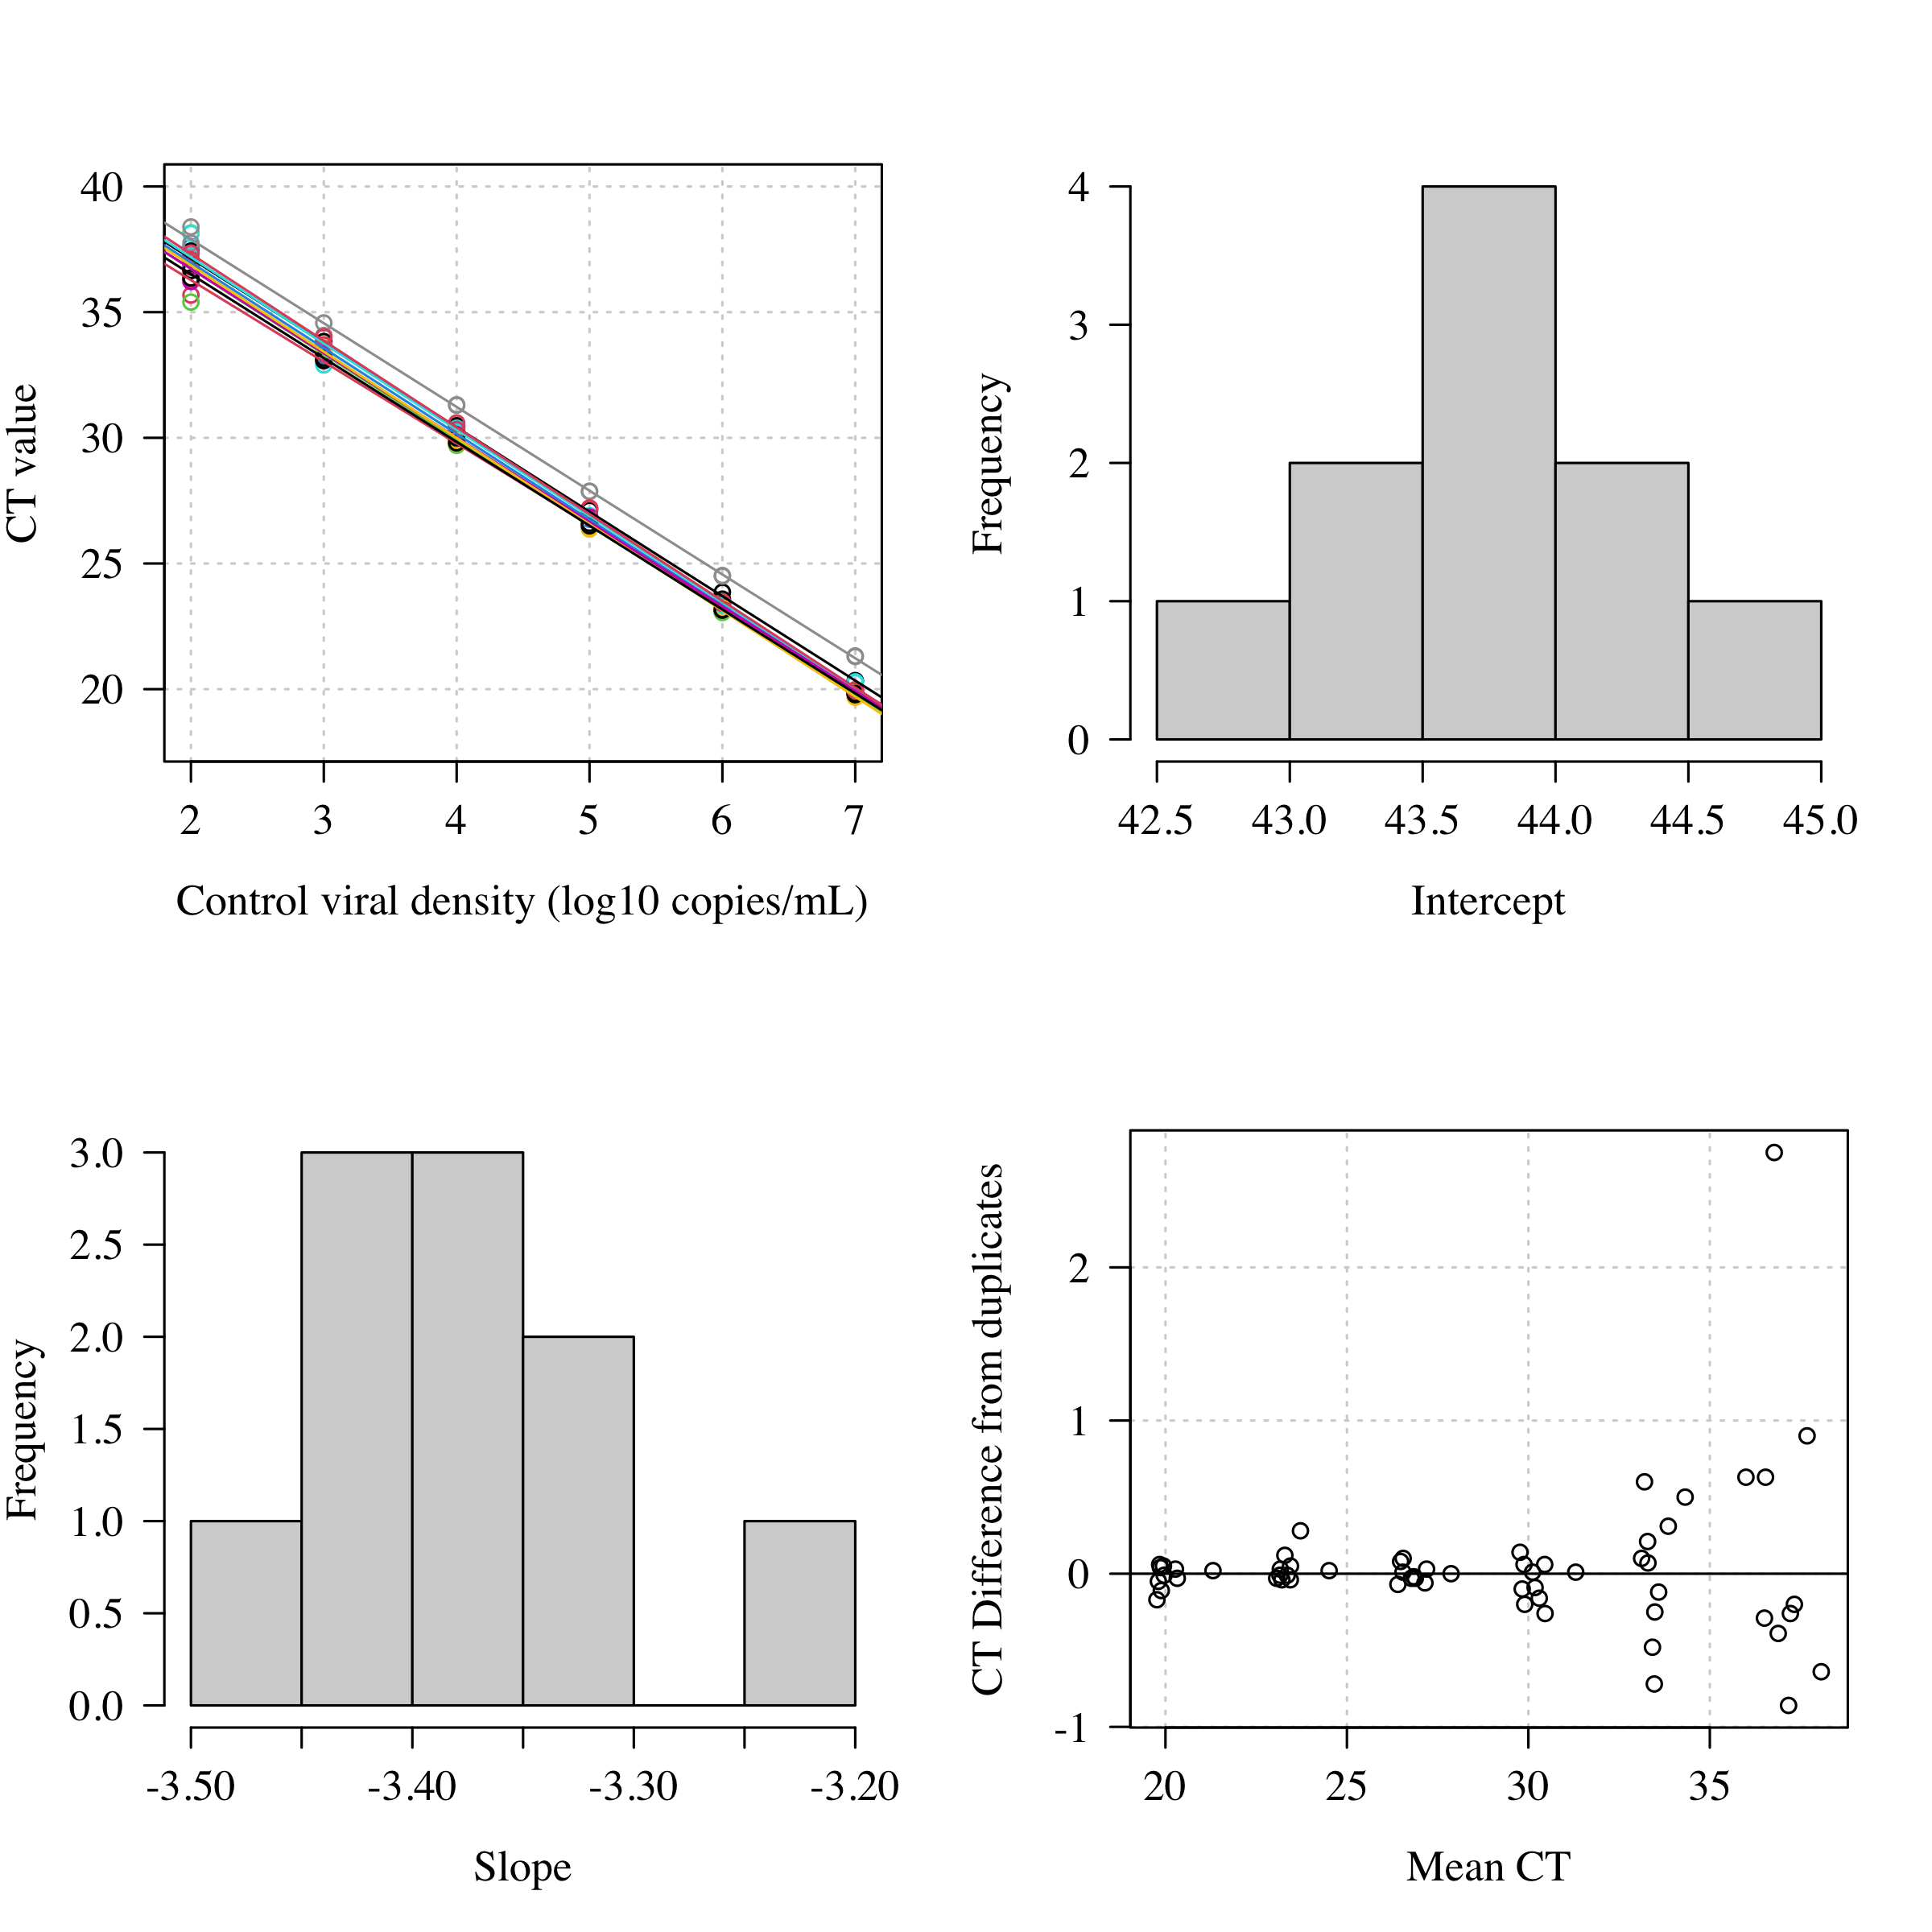 CT value
40
35
30
25
20
2 3 4 5 6 7
Control viral density (log10 copies/mL)
Frequency
4
3
2
1
0
42.5 43.0 43.5 44.0 44.5 45.0
Intercept
Frequency
3.0
2.5
2.0
1.5
1.0
0.5
0.0
-3.50 -3.40 -3.30 -3.20
Slope
CT Difference from duplicates
2
1
0
-1
20 25 30 35
Mean CT